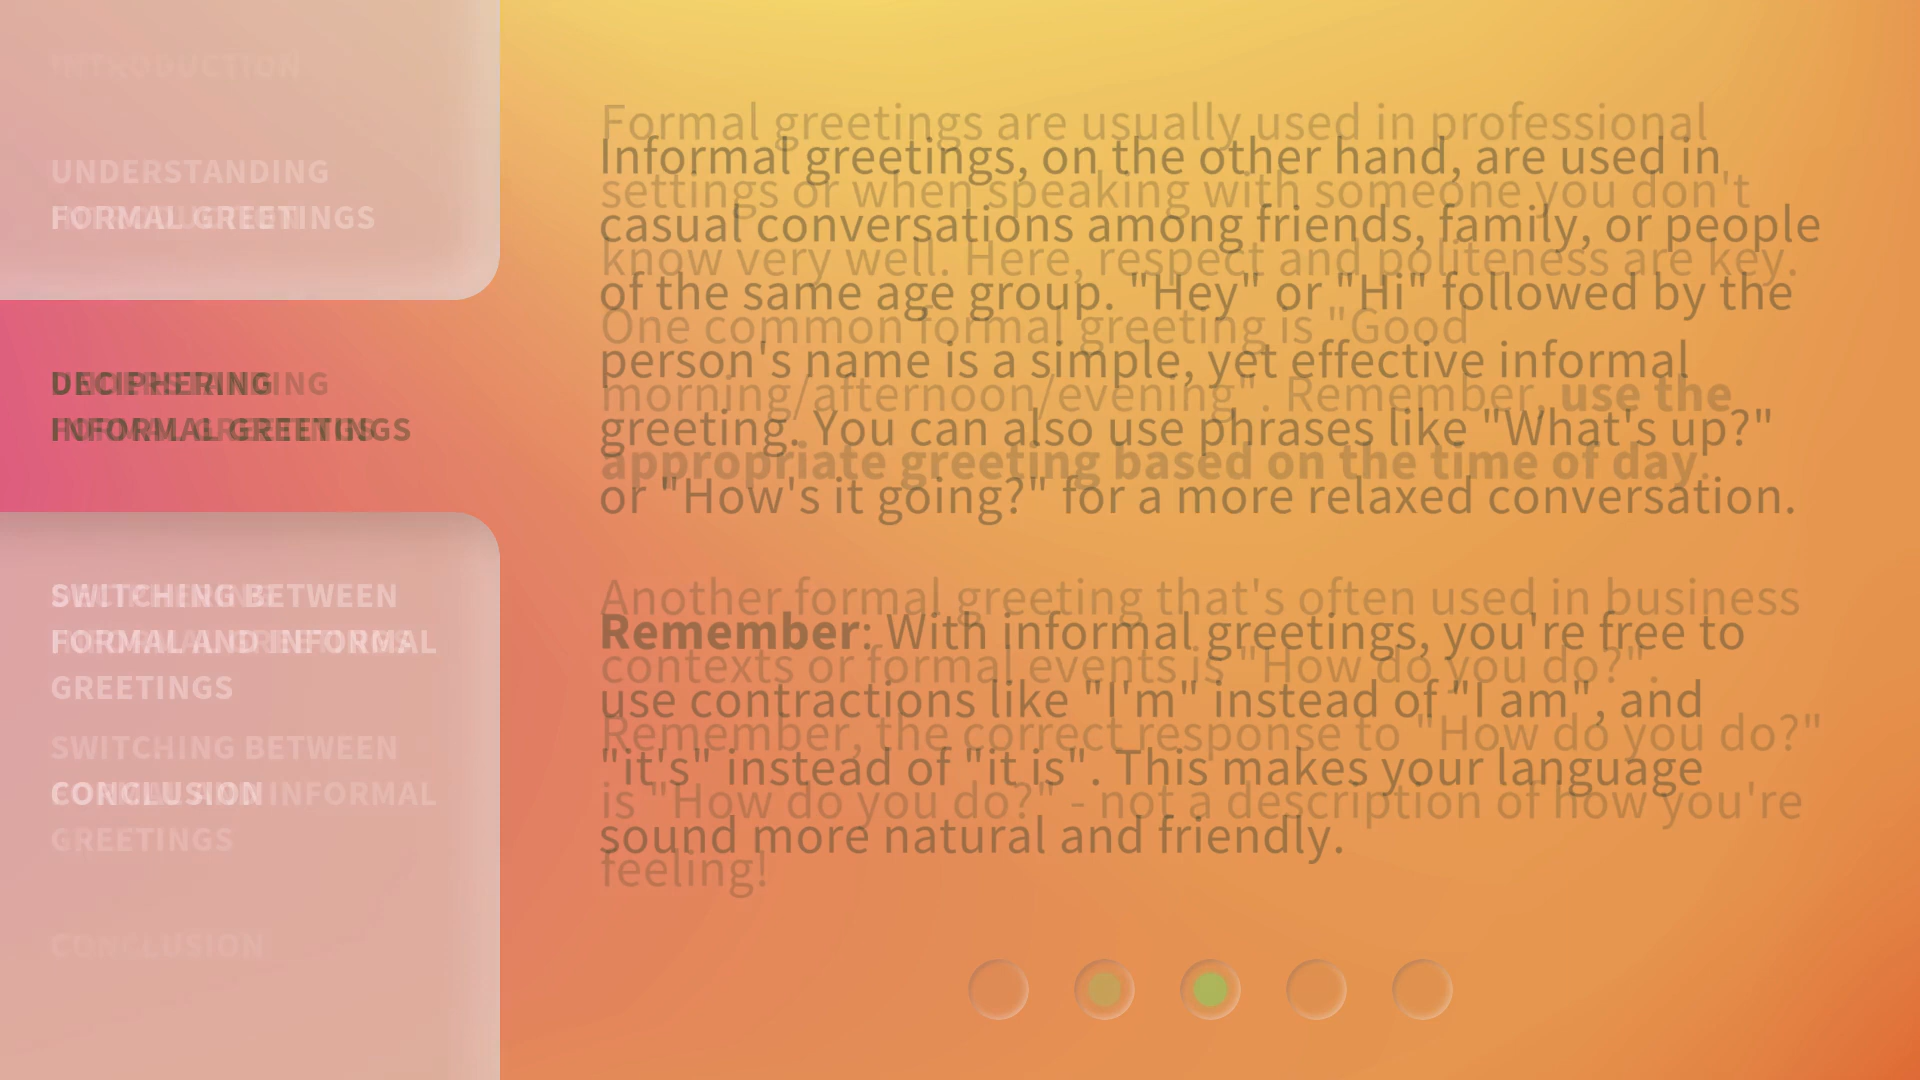 INTRODUCTION
UNDERSTANDING
FORMAL GREETINGS
DECIPHERING
INFORMAL GREETINGS
SWITCHING BETWEEN
FORMAL AND INFORMAL
GREETINGS
SWITCHING BETWEEN
FORMAL AND INFORMAL
GREETINGS
CONCLUSION
CONCLUSION
Informal greetings, on the other hand, are used in
casual conversations among friends, family, or people
of the same age group. "Hey" or "Hi" followed by the
person's name is a simple, yet effective informal
greeting. You can also use phrases like "What's up?"
or "How's it going?" for a more relaxed conversation.
Remember: With informal greetings, you're free to
use contractions like "I'm" instead of "I am", and
"it's" instead of "it is". This makes your language
sound more natural and friendly.
Formal greetings are usually used in professional
settings or when speaking with someone you don't
know very well. Here, respect and politeness are key.
One common formal greeting is "Good
morning/afternoon/evening". Remember, use the
appropriate greeting based on the time of day.
Another formal greeting that's often used in business
contexts or formal events is "How do you do?".
Remember, the correct response to "How do you do?"
is "How do you do?" - not a description of how you're
feeling!